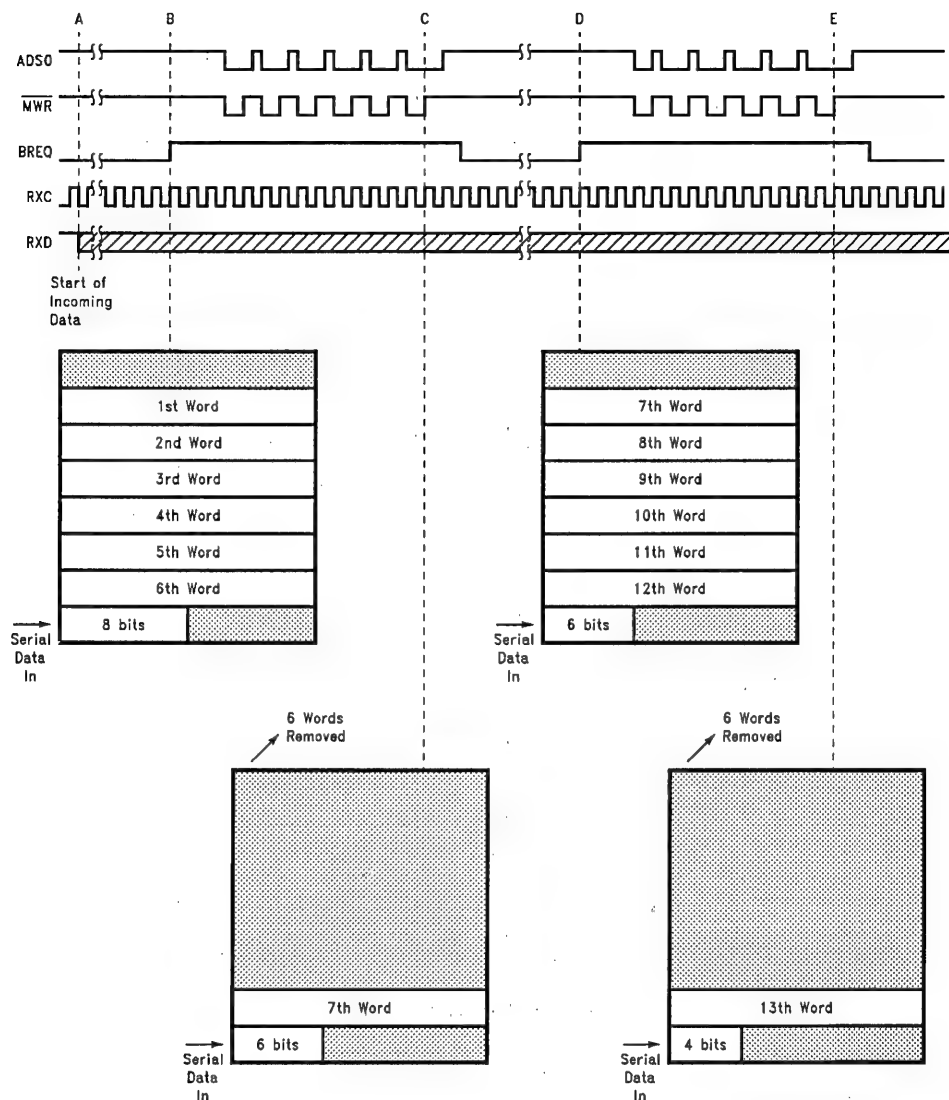 A B C D E
ADS0
MWR
BREQ
RXC
RXD
Start of
Incoming
Data
1st Word
2nd Word
3rd Word
4th Word
5th Word
6th Word
8 bits
Serial
Data
In
7th Word
8th Word
9th Word
10th Word
11th Word
12th Word
6 bits
Serial
Data
In
6 Words
Removed
7th Word
6 bits
Serial
Data
In
6 Words
Removed
13th Word
4 bits
Serial
Data
In